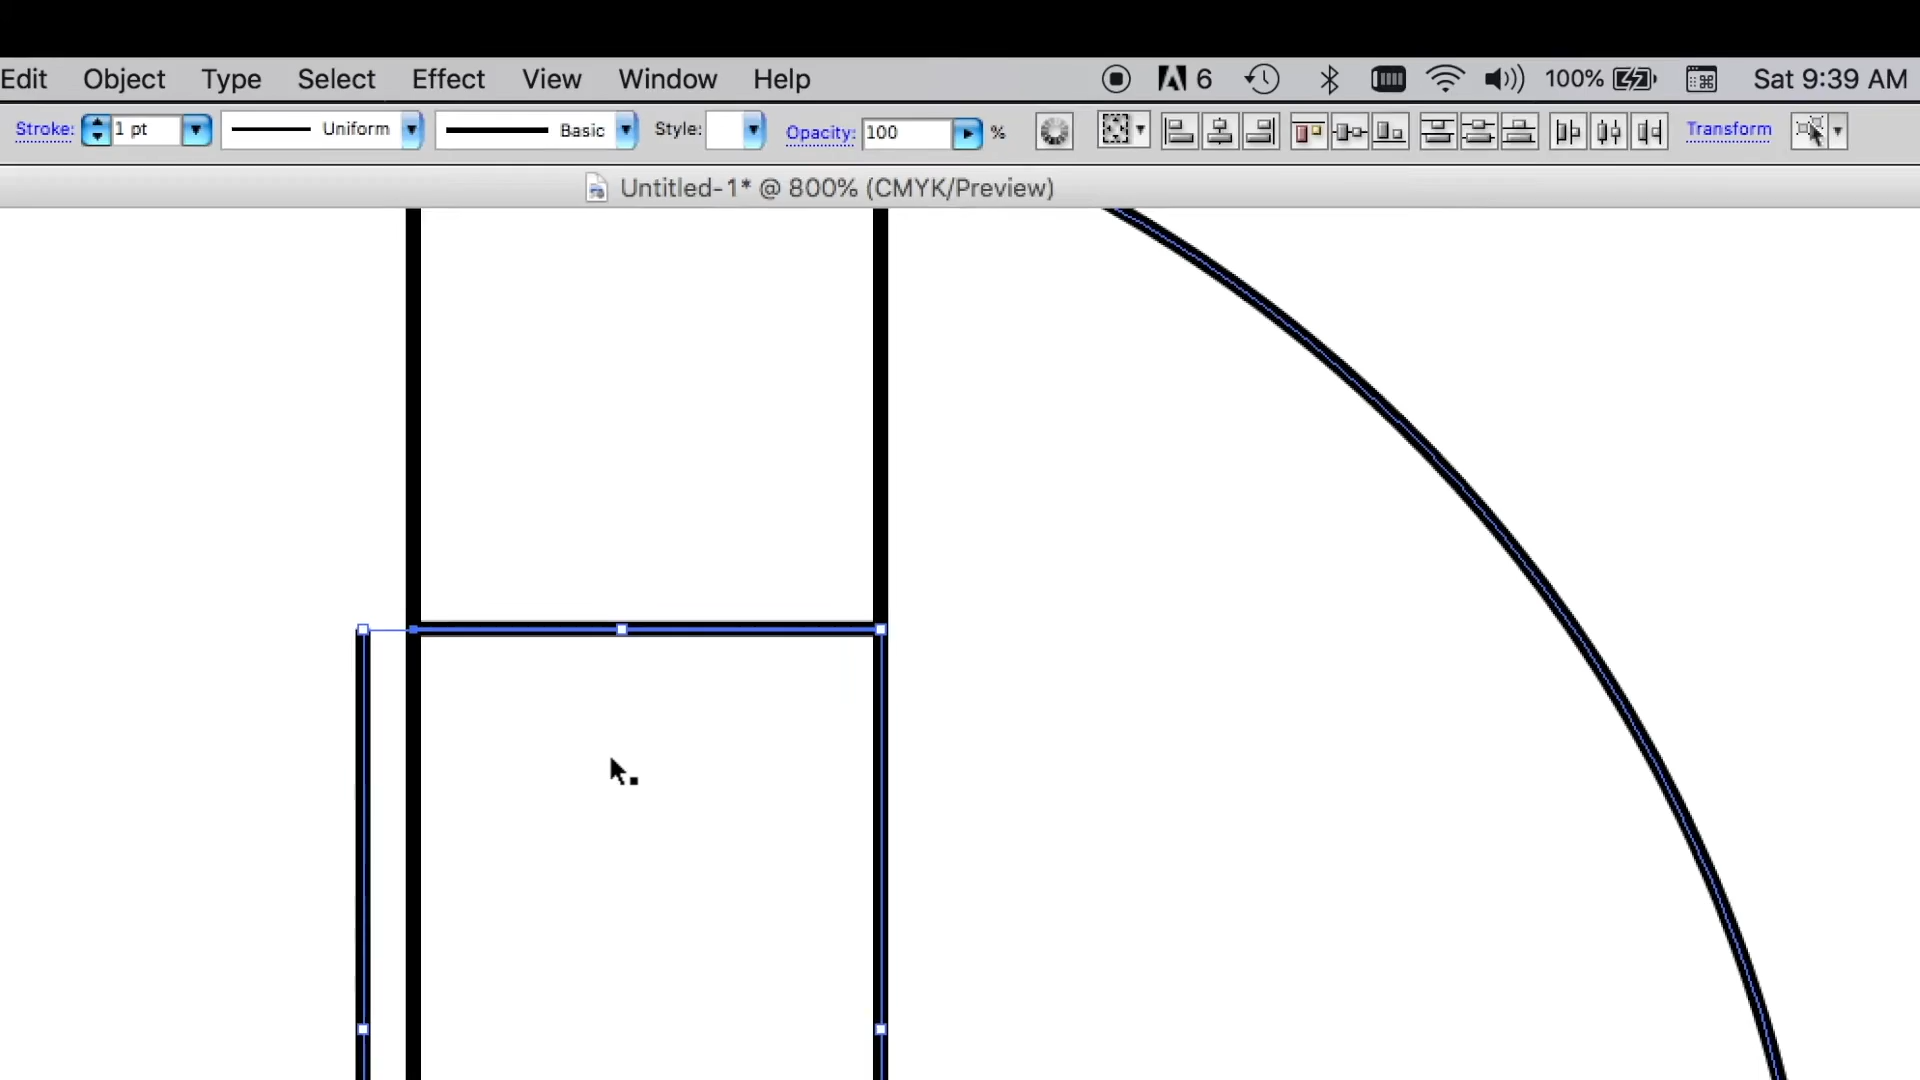 Edit Object Type Select Effect View Window Help 6 100% Sat 9:39 AM
Stroke: 1 pt Uniform Basic Style: Opacity: 100 % Transform
Untitled-1* @ 800% (CMYK/Preview)